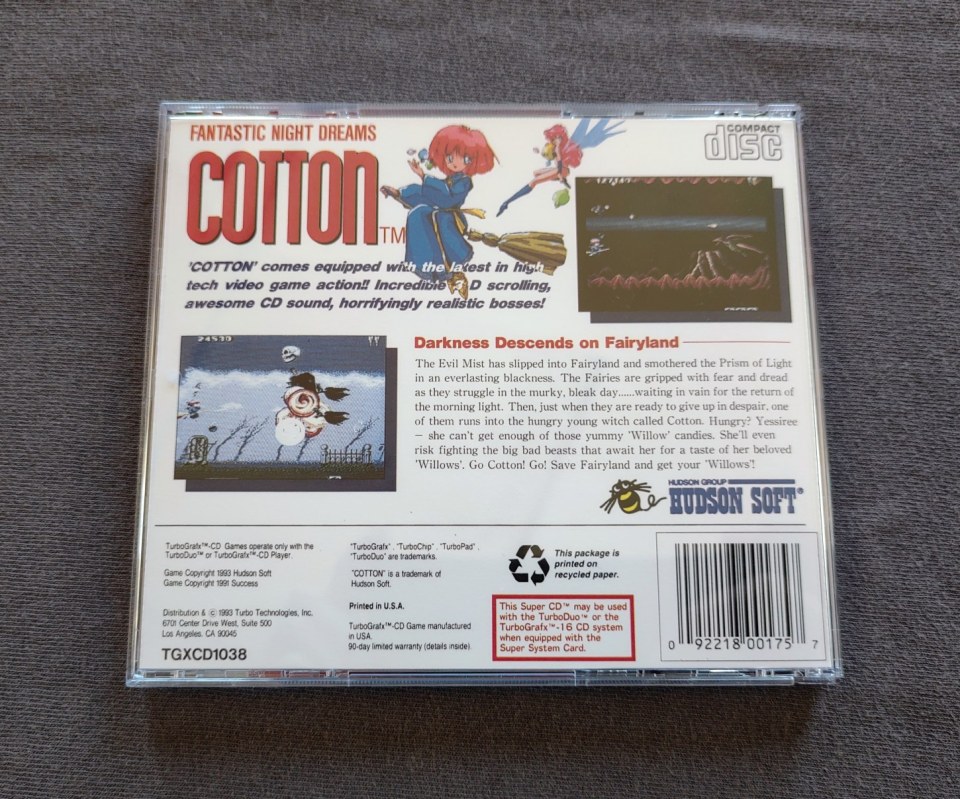 FANTASTIC NIGHT DREAMS
COTTON TM
COMPACT
disc
'COTTON' comes equipped with the latest in high
tech video game action!! Incredible D scrolling,
awesome CD sound, horrifyingly realistic bosses!
24570
Darkness Descends on Fairyland
The Evil Mist has slipped into Fairyland and smothered the Prism of Light
in an everlasting blackness. The Fairies are gripped with fear and dread
as they struggle in the murky, bleak day......waiting in vain for the return of
the morning light. Then, just when they are ready to give up in despair, one
of them runs into the hungry young witch called Cotton. Hungry? Yessiree
— she can't get enough of those yummy 'Willow' candies. She'll even
risk fighting the big bad beasts that await her for a taste of her beloved
'Willows'. Go Cotton! Go! Save Fairyland and get your 'Willows'!
HUDSON GROUP
HUDSON SOFT®
TurboGrafx™-CD Games operate only with the
TurboDuo™ or TurboGrafx™-CD Player.
Game Copyright 1993 Hudson Soft
Game Copyright 1991 Success
Distribution & © 1993 Turbo Technologies, Inc.
6701 Center Drive West, Suite 500
Los Angeles, CA 90045
TGXCD1038
"TurboGrafx", "TurboChip", "TurboPad",
"TurboDuo" are trademarks.
"COTTON" is a trademark of
Hudson Soft.
Printed in U.S.A.
TurboGrafx™-CD Game manufactured
in USA.
90-day limited warranty (details inside).
This package is
printed on
recycled paper.
This Super CD™ may be used
with the TurboDuo™ or the
TurboGrafx™-16 CD system
when equipped with the
Super System Card.
0 92218 00175 7